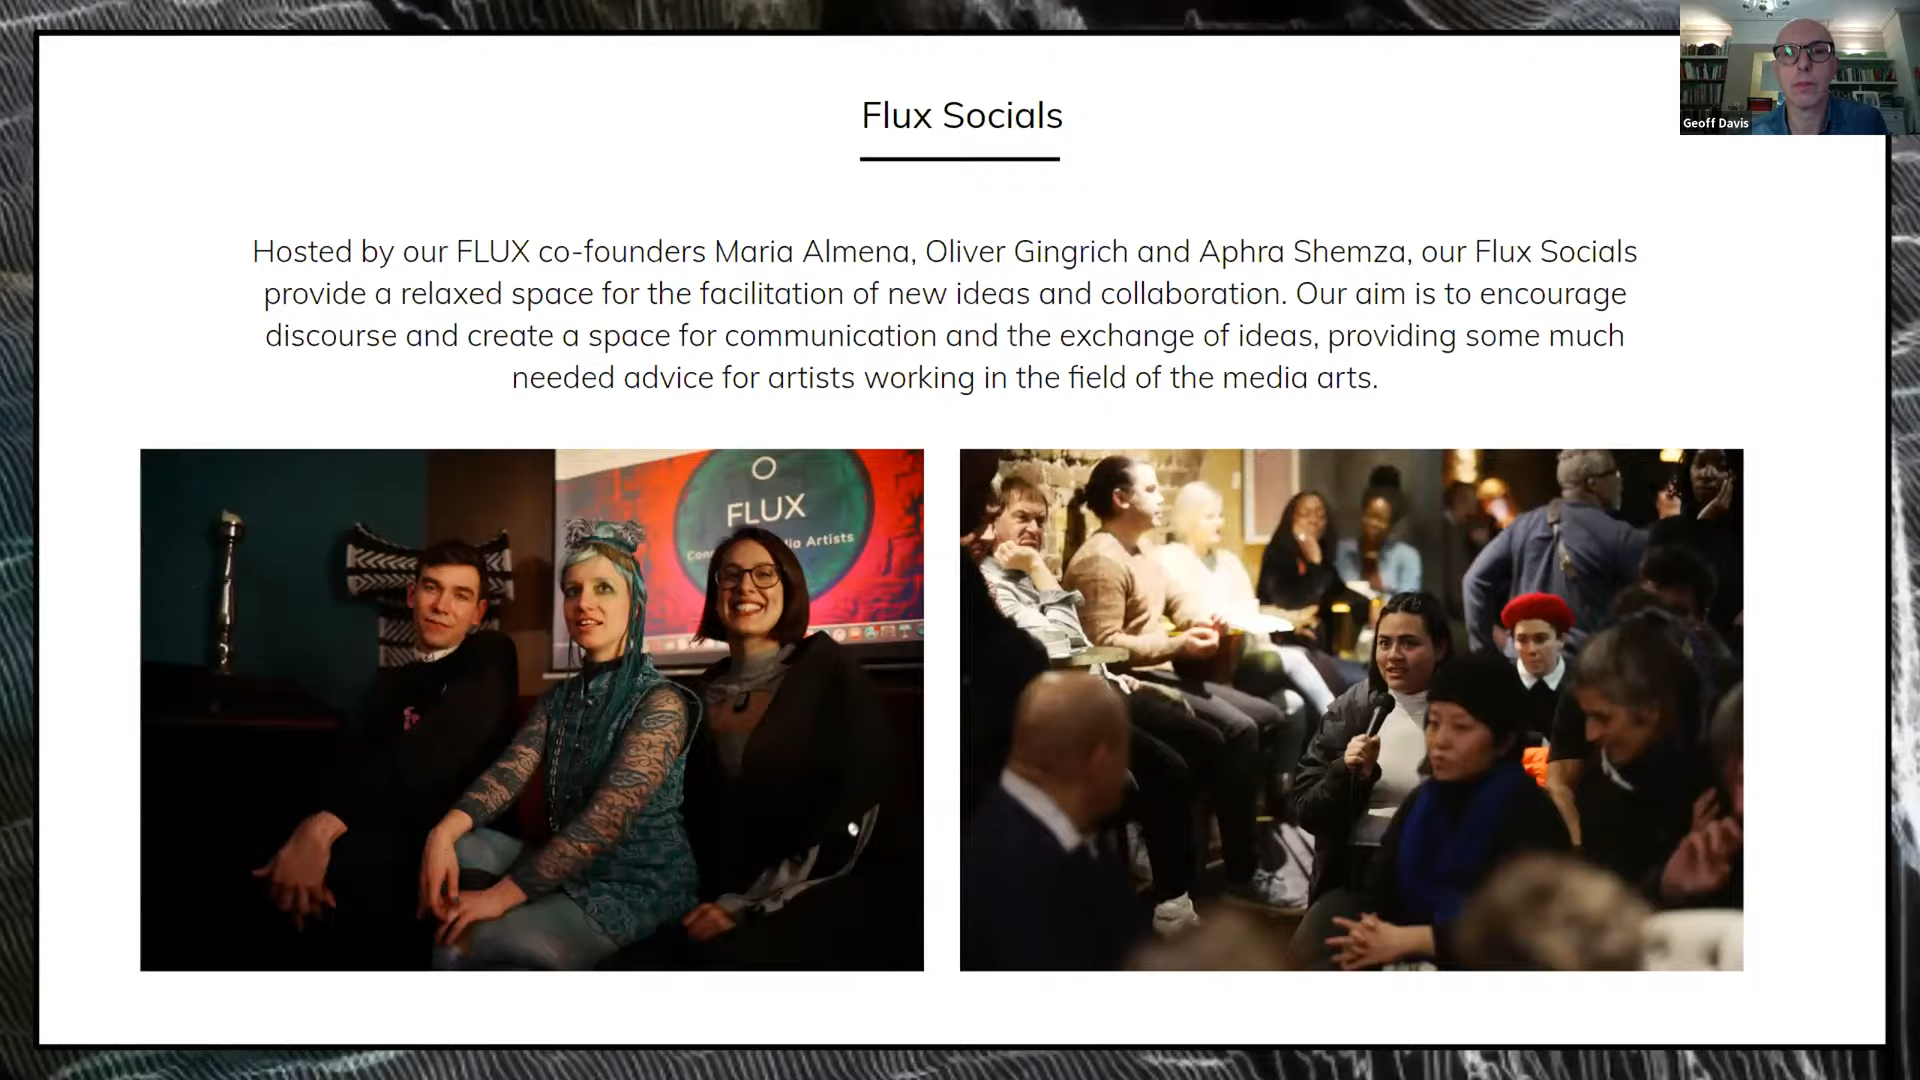 Flux Socials
Geoff Davis
Hosted by our FLUX co-founders Maria Almena, Oliver Gingrich and Aphra Shemza, our Flux Socials
provide a relaxed space for the facilitation of new ideas and collaboration. Our aim is to encourage
discourse and create a space for communication and the exchange of ideas, providing some much
needed advice for artists working in the field of the media arts.
FLUX
Artists